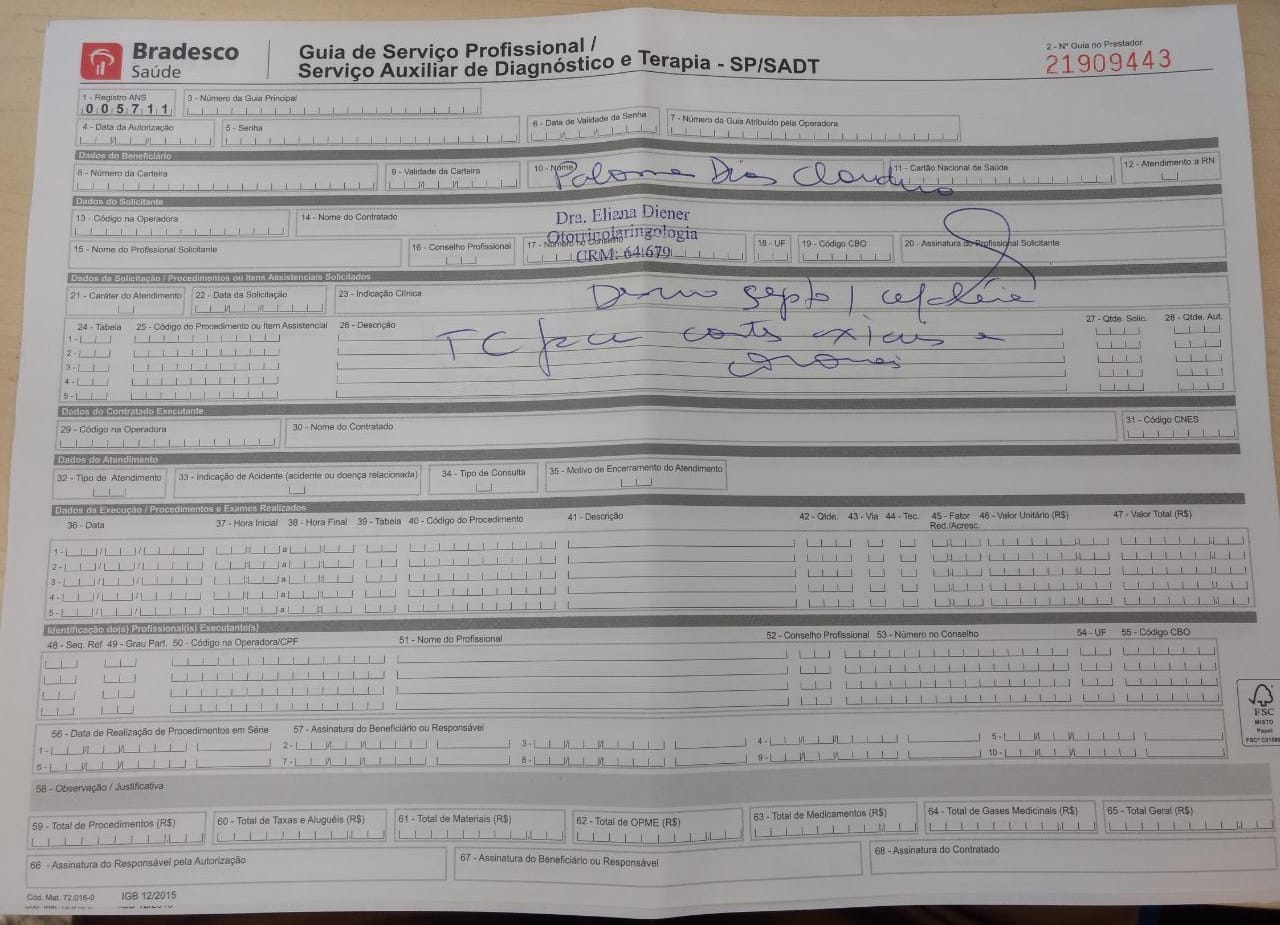 Bradesco
Saúde
Guia de Serviço Profissional /
Serviço Auxiliar de Diagnóstico e Terapia - SP/SADT
2 - Nº Guia no Prestador
21909443
1 - Registro ANS
005711
3 - Número da Guia Principal
4 - Data da Autorização
5 - Senha
6 - Data de Validade da Senha
7 - Número da Guia Atribuído pela Operadora
Dados do Beneficiário
8 - Número da Carteira
9 - Validade da Carteira
10 - Nome
Paloma Dias Claudino
11 - Cartão Nacional de Saúde
12 - Atendimento a RN
Dados do Solicitante
13 - Código na Operadora
14 - Nome do Contratado
Dra. Eliana Diener
Otorrinolaringologia
CRM: 64.679
15 - Nome do Profissional Solicitante
16 - Conselho Profissional
17 - Número no Conselho
18 - UF
19 - Código CBO
20 - Assinatura do Profissional Solicitante
Dados da Solicitação / Procedimentos ou Itens Assistenciais Solicitados
21 - Caráter do Atendimento
22 - Data da Solicitação
23 - Indicação Clínica
septo / cefaléia
24 - Tabela
25 - Código do Procedimento ou Item Assistencial
26 - Descrição
27 - Qtde. Solic.
28 - Qtde. Aut.
TC face corts axiais e
1 -
2 -
3 -
4 -
5 -
Dados do Contratado Executante
29 - Código na Operadora
30 - Nome do Contratado
31 - Código CNES
Dados do Atendimento
32 - Tipo de Atendimento
33 - Indicação de Acidente (acidente ou doença relacionada)
34 - Tipo de Consulta
35 - Motivo de Encerramento do Atendimento
Dados da Execução / Procedimentos e Exames Realizados
36 - Data
37 - Hora Inicial
38 - Hora Final
39 - Tabela
40 - Código do Procedimento
41 - Descrição
42 - Qtde.
43 - Via
44 - Tec.
45 - Fator Red./Acresc.
46 - Valor Unitário (R$)
47 - Valor Total (R$)
1 - / / a
2 - / / a
3 - / / a
4 - / / a
5 - / / a
Identificação do(s) Profissional(is) Executante(s)
48 - Seq. Ref
49 - Grau Part.
50 - Código na Operadora/CPF
51 - Nome do Profissional
52 - Conselho Profissional
53 - Número no Conselho
54 - UF
55 - Código CBO
56 - Data de Realização de Procedimentos em Série
57 - Assinatura do Beneficiário ou Responsável
1 - 2 - 3 - 4 - 5 -
6 - 7 - 8 - 9 - 10 -
58 - Observação / Justificativa
59 - Total de Procedimentos (R$)
60 - Total de Taxas e Aluguéis (R$)
61 - Total de Materiais (R$)
62 - Total de OPME (R$)
63 - Total de Medicamentos (R$)
64 - Total de Gases Medicinais (R$)
65 - Total Geral (R$)
66 - Assinatura do Responsável pela Autorização
67 - Assinatura do Beneficiário ou Responsável
68 - Assinatura do Contratado
Cód. Mat. 72.016-0
IGB 12/2015
FSC
MISTO
Papel